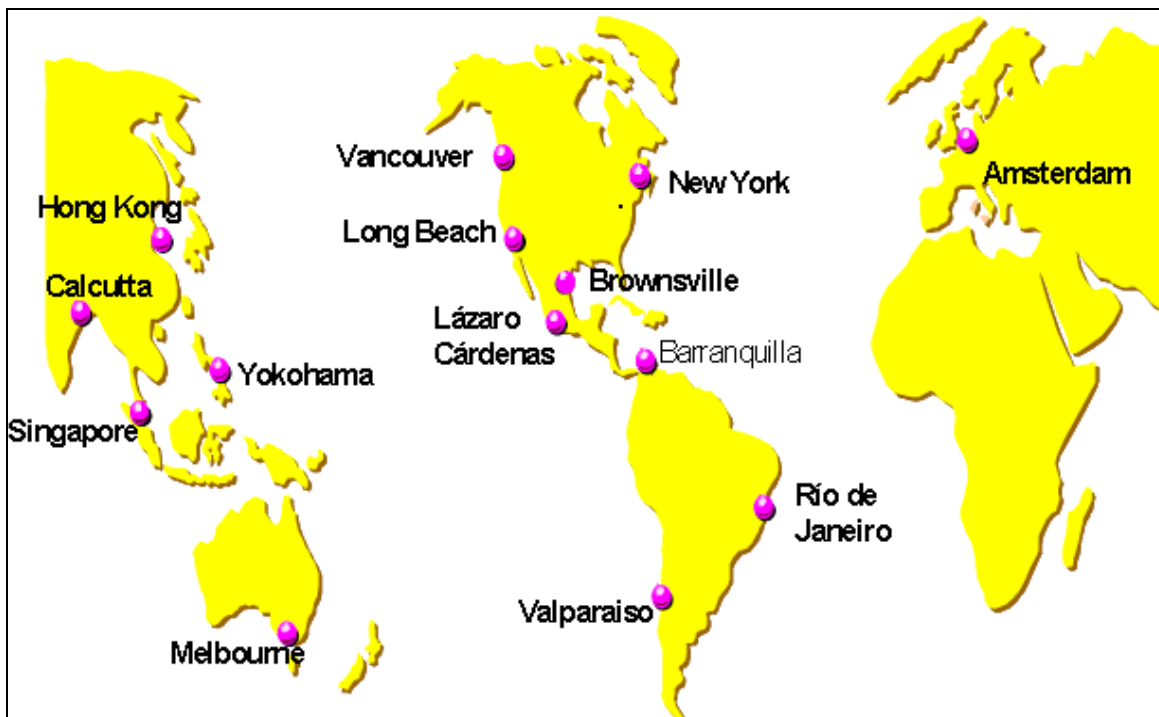 Vancouver
New York
Amsterdam
Hong Kong
Long Beach
Calcutta
Brownsville
Lázaro
Cárdenas
Barranquilla
Yokohama
Singapore
Río de
Janeiro
Valparaiso
Melbourne